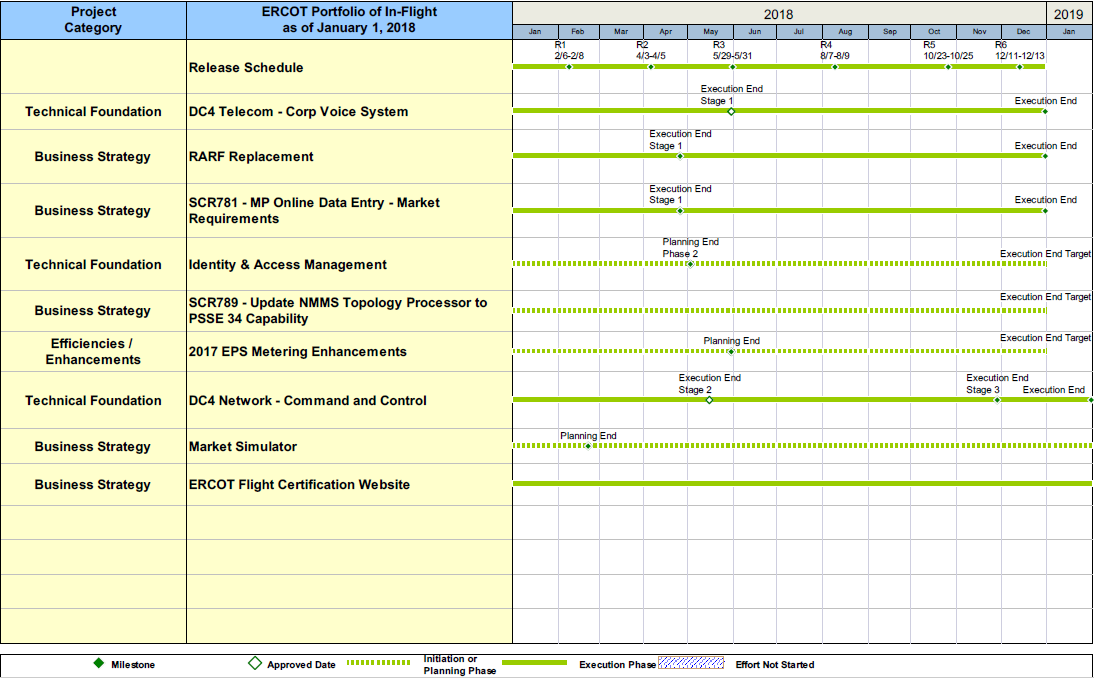 Project
Category
ERCOT Portfolio of In-Flight
as of January 1, 2018
2018
2019
Jan Feb Mar Apr May Jun Jul Aug Sep Oct Nov Dec Jan
Release Schedule
R1 R2 R3 R4 R5 R6
2/6-2/8 4/3-4/5 5/29-5/31 8/7-8/9 10/23-10/25 12/11-12/13
Technical Foundation
DC4 Telecom - Corp Voice System
Execution End
Stage 1
Execution End
Business Strategy
RARF Replacement
Execution End
Stage 1
Execution End
Business Strategy
SCR781 - MP Online Data Entry - Market
Requirements
Execution End
Stage 1
Execution End
Technical Foundation
Identity & Access Management
Planning End
Phase 2
Execution End Target
Business Strategy
SCR789 - Update NMMS Topology Processor to
PSSE 34 Capability
Execution End Target
Efficiencies /
Enhancements
2017 EPS Metering Enhancements
Planning End
Execution End Target
Technical Foundation
DC4 Network - Command and Control
Execution End
Stage 2
Execution End
Stage 3
Execution End
Business Strategy
Market Simulator
Planning End
Business Strategy
ERCOT Flight Certification Website
Milestone
Approved Date
Initiation or
Planning Phase
Execution Phase
Effort Not Started